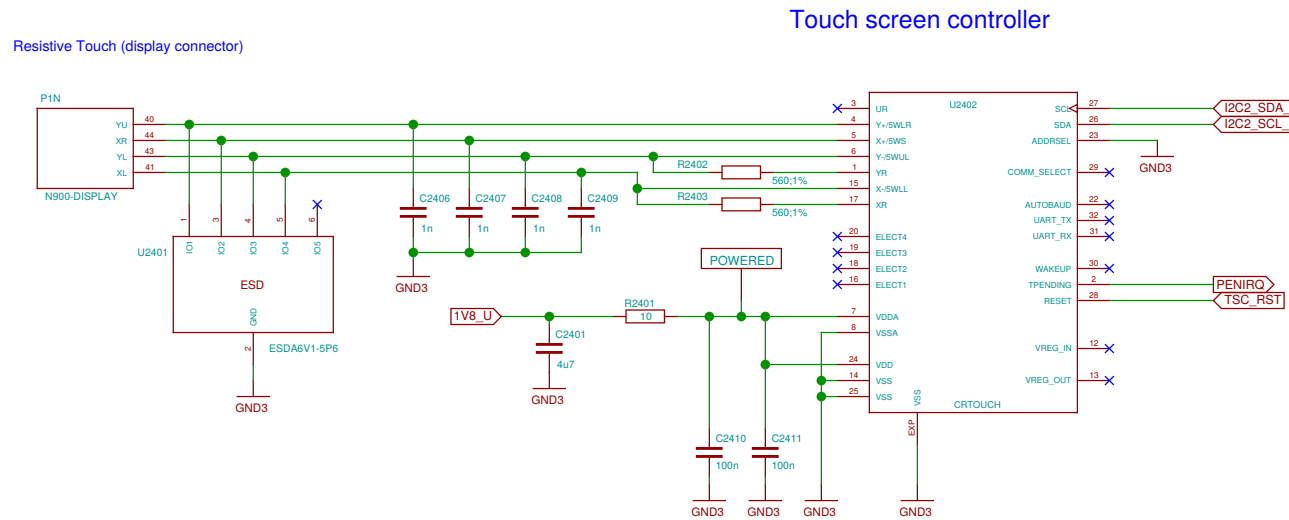 Touch screen controller
Resistive Touch (display connector)
P1N
YU 40
XR 44
YL 43
XL 41
N900-DISPLAY
U2401
1 IO1
3 IO2
4 IO3
5 IO4
6 IO5
ESD
GND
2
ESDA6V1-5P6
GND3
C2406
1n
C2407
1n
C2408
1n
C2409
1n
GND3
R2402
560;1%
R2403
560;1%
POWERED
1V8_U
R2401
10
C2401
4u7
GND3
C2410
100n
C2411
100n
GND3
GND3
GND3
GND3
U2402
3 UR
4 Y+/5WLR
5 X+/5WS
6 Y-/5WUL
1 YR
15 X-/5WLL
17 XR
20 ELECT4
19 ELECT3
18 ELECT2
16 ELECT1
7 VDDA
8 VSSA
24 VDD
14 VSS
25 VSS
VSS
EXP
CRTOUCH
SCL 27
SDA 26
ADDRSEL 23
COMM_SELECT 29
AUTOBAUD 22
UART_TX 32
UART_RX 31
WAKEUP 30
TPENDING 2
RESET 28
VREG_IN 12
VREG_OUT 13
I2C2_SDA_
I2C2_SCL_
GND3
PENIRQ
TSC_RST